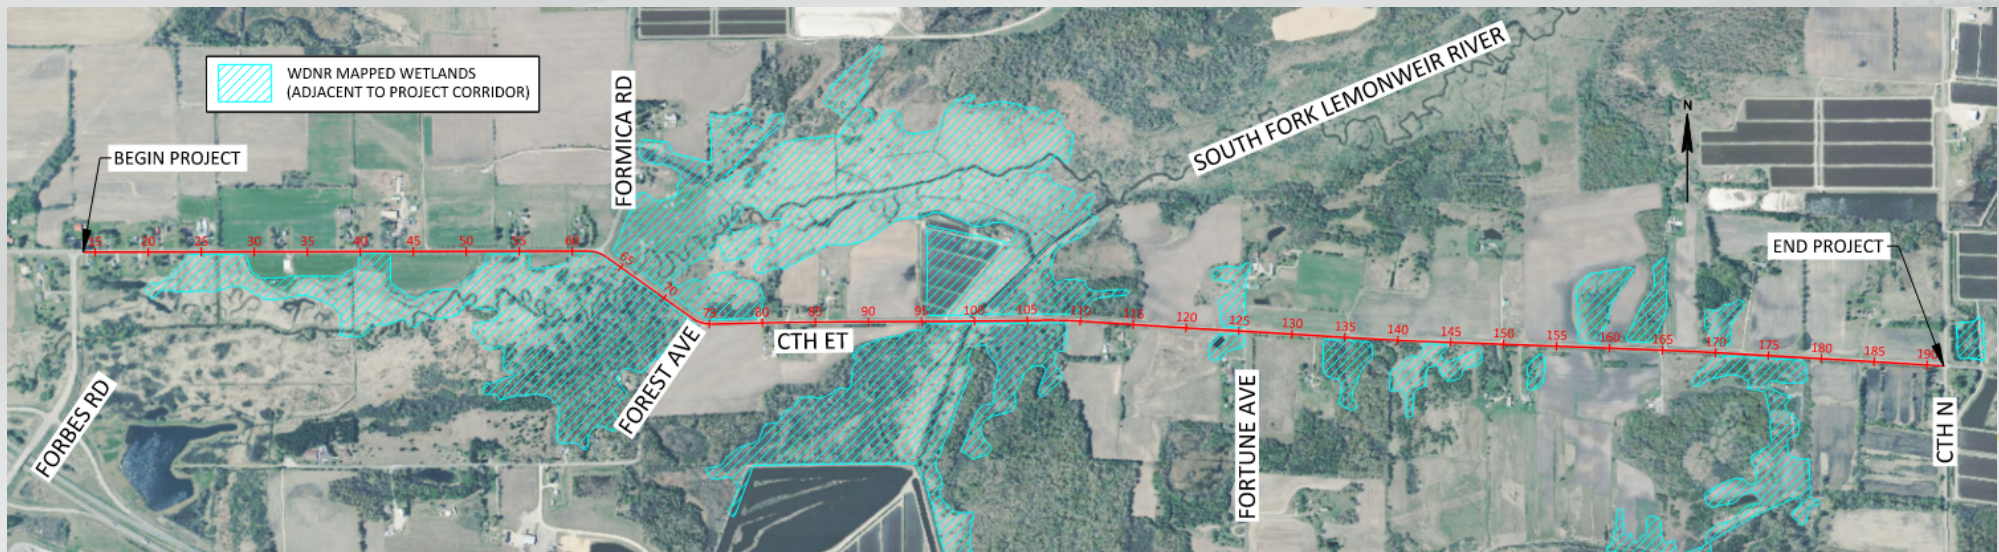 WDNR MAPPED WETLANDS
(ADJACENT TO PROJECT CORRIDOR)
FORMICA RD
SOUTH FORK LEMONWEIR RIVER
N
BEGIN PROJECT
END PROJECT
15 20 25 30 35 40 45 50 55 60
65
70
75 80 85 90 95 100 105 110 115 120 125 130 135 140 145 150 155 160 165 170 175 180 185 190
CTH ET
FOREST AVE
FORBES RD
FORTUNE AVE
CTH N